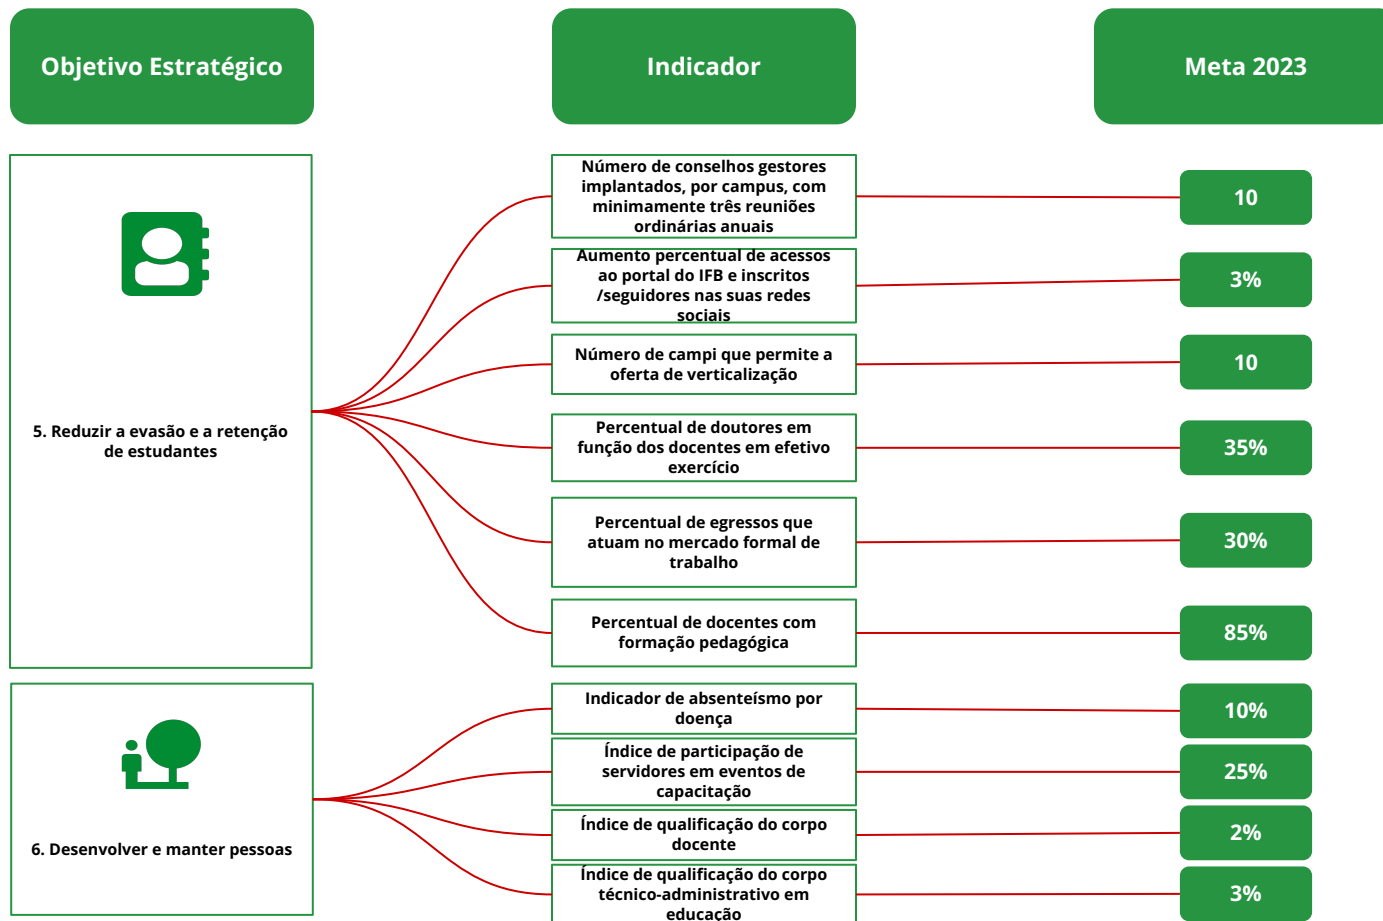 Objetivo Estratégico
Indicador
Meta 2023
5. Reduzir a evasão e a retenção
de estudantes
Número de conselhos gestores
implantados, por campus, com
minimamente três reuniões
ordinárias anuais
10
Aumento percentual de acessos
ao portal do IFB e inscritos
/seguidores nas suas redes
sociais
3%
Número de campi que permite a
oferta de verticalização
10
Percentual de doutores em
função dos docentes em efetivo
exercício
35%
Percentual de egressos que
atuam no mercado formal de
trabalho
30%
Percentual de docentes com
formação pedagógica
85%
6. Desenvolver e manter pessoas
Indicador de absenteísmo por
doença
10%
Índice de participação de
servidores em eventos de
capacitação
25%
Índice de qualificação do corpo
docente
2%
Índice de qualificação do corpo
técnico-administrativo em
educação
3%